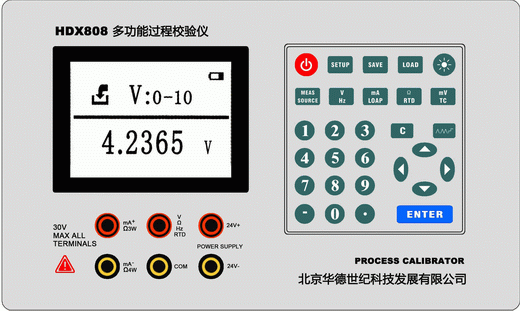 HDX808 多功能过程校验仪
V:0-10
4.2365 V
SETUP SAVE LOAD
MEAS SOURCE
V Hz
mA LOAP
Ω RTD
mV TC
1 2 3 C
4 5 6
7 8 9
- 0 . ENTER
30V
MAX ALL
TERMINALS
mA+
Ω3W
V
Ω
Hz
RTD
24V+
POWER SUPPLY
mA-
Ω4W
COM
24V-
PROCESS CALIBRATOR
北京华德世纪科技发展有限公司